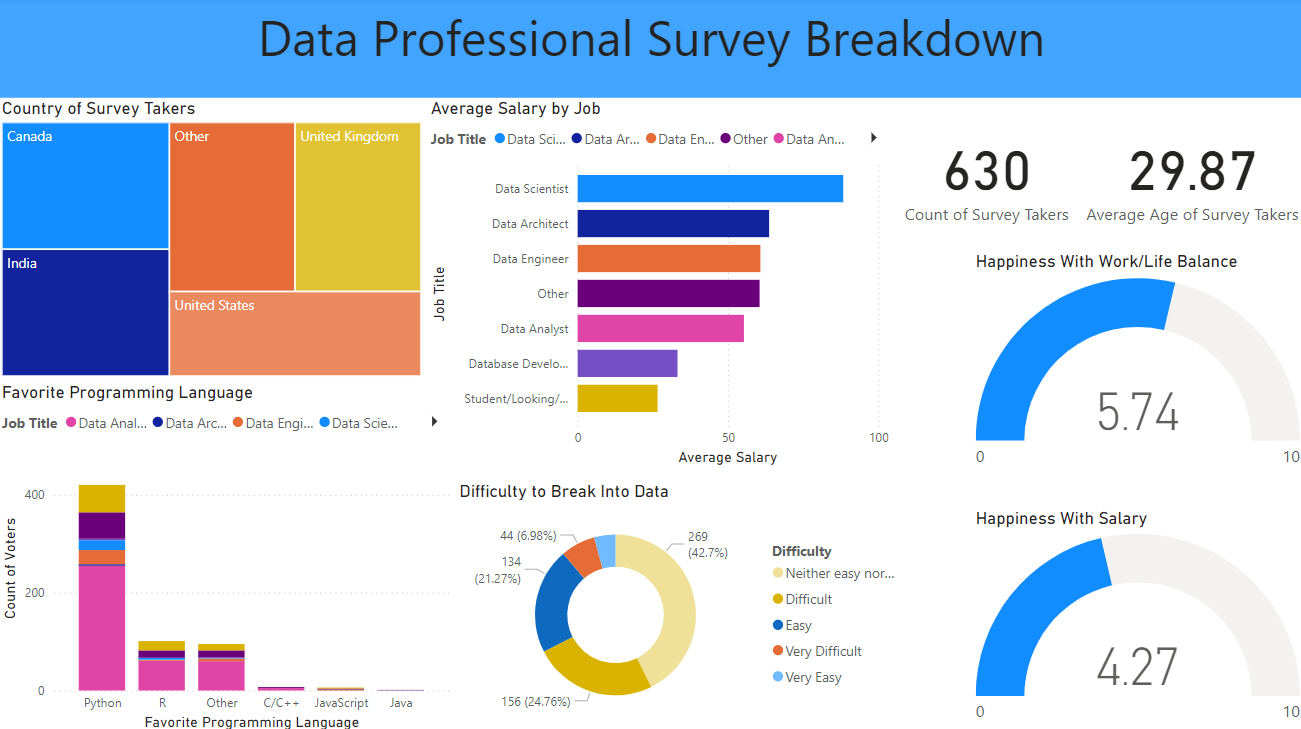 Data Professional Survey Breakdown
Country of Survey Takers
Canada
Other
United Kingdom
India
United States
Average Salary by Job
Job Title Data Sci... Data Ar... Data En... Other Data An...
Job Title
Data Scientist
Data Architect
Data Engineer
Other
Data Analyst
Database Develo...
Student/Looking/...
0 50 100
Average Salary
630
Count of Survey Takers
29.87
Average Age of Survey Takers
Happiness With Work/Life Balance
5.74
0 10
Favorite Programming Language
Job Title Data Anal... Data Arc... Data Engi... Data Scie...
Count of Voters
400
200
0
Python R Other C/C++ JavaScript Java
Favorite Programming Language
Difficulty to Break Into Data
44 (6.98%)
269
(42.7%)
134
(21.27%)
156 (24.76%)
Difficulty
Neither easy nor...
Difficult
Easy
Very Difficult
Very Easy
Happiness With Salary
4.27
0 10